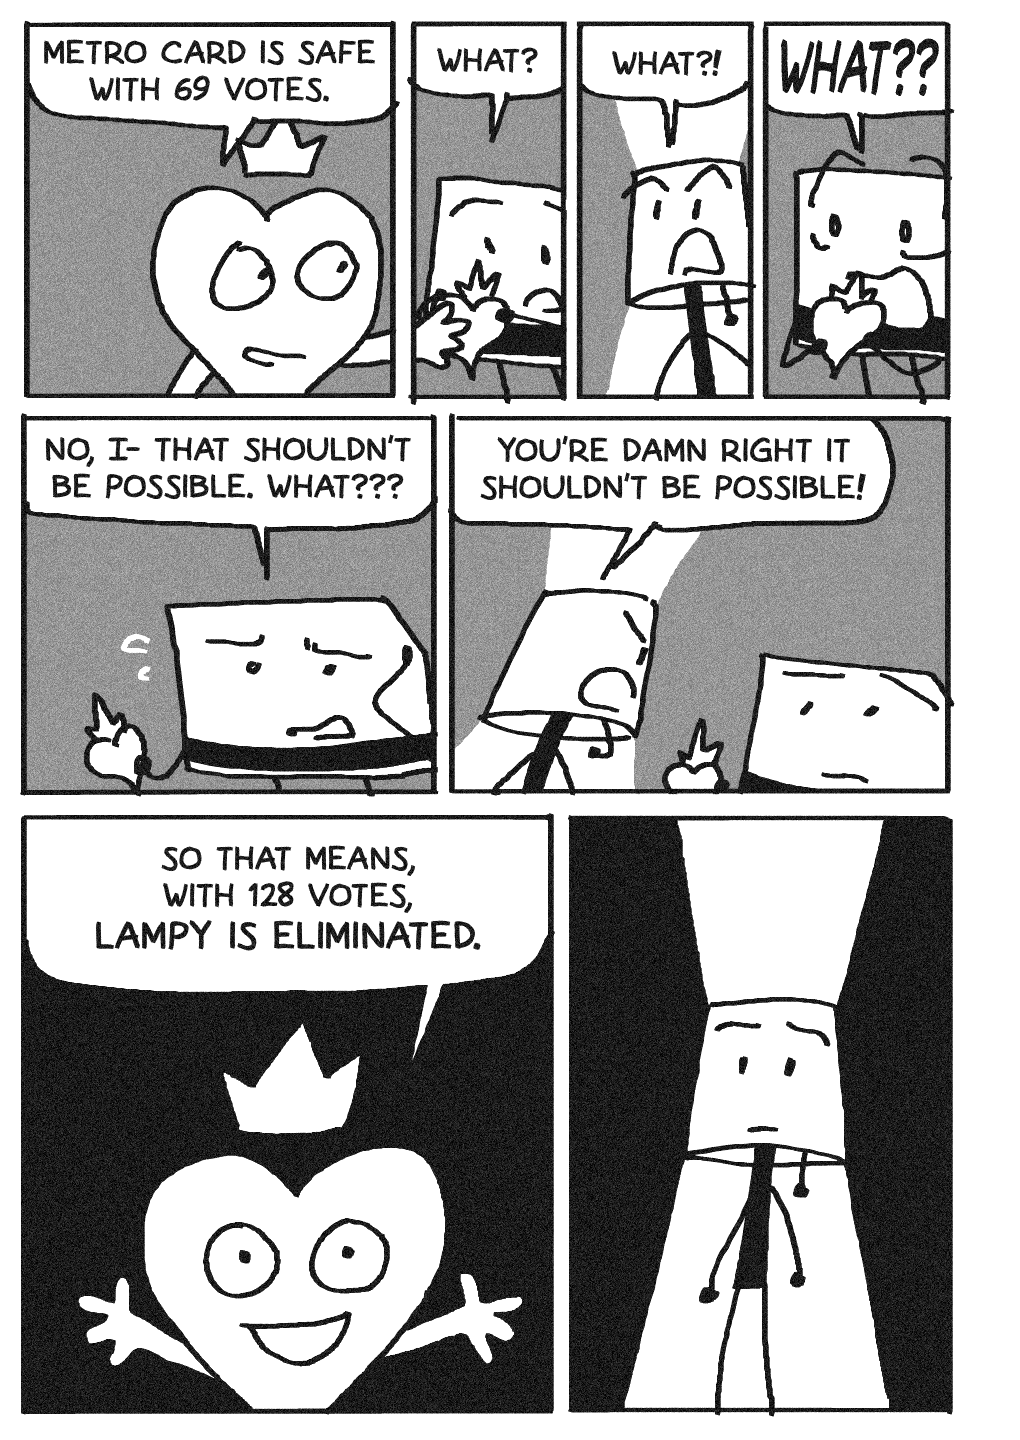 METRO CARD IS SAFE
WITH 69 VOTES.
WHAT?
WHAT?!
WHAT??
NO, I- THAT SHOULDN'T
BE POSSIBLE. WHAT???
YOU'RE DAMN RIGHT IT
SHOULDN'T BE POSSIBLE!
SO THAT MEANS,
WITH 128 VOTES,
LAMPY IS ELIMINATED.